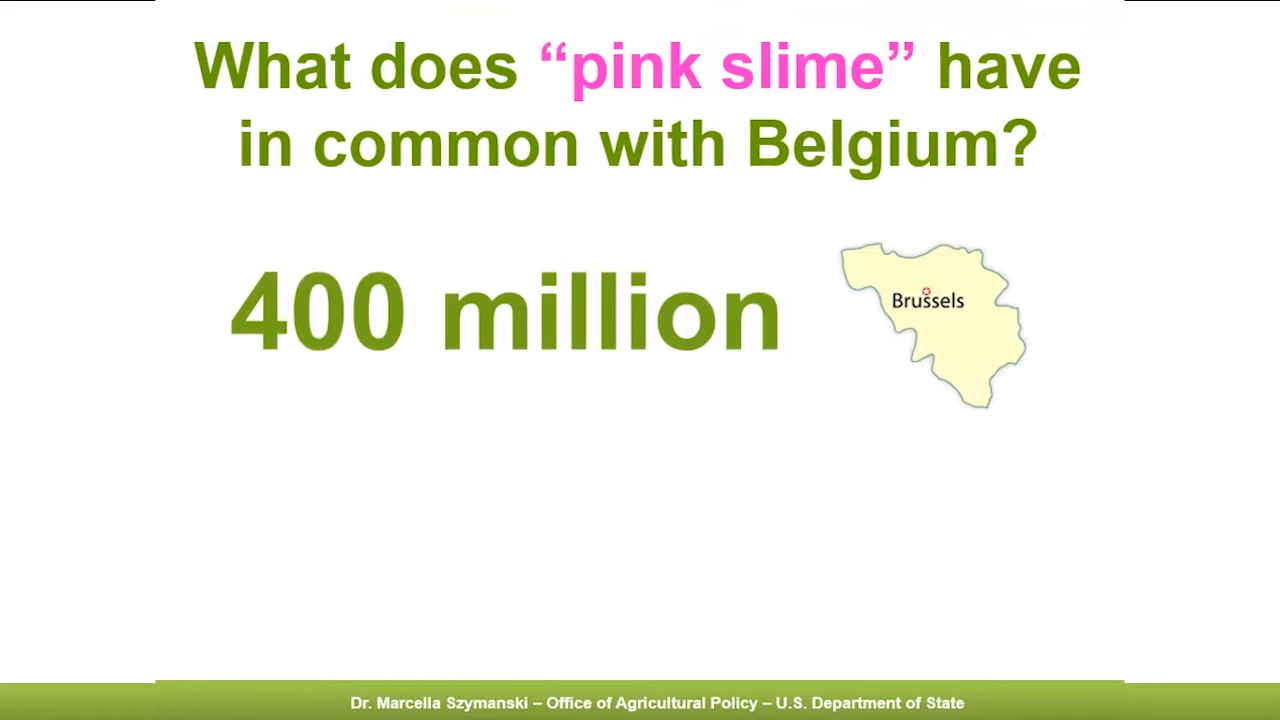 What does “pink slime” have
in common with Belgium?
400 million
Brussels
Dr. Marcella Szymanski – Office of Agricultural Policy – U.S. Department of State